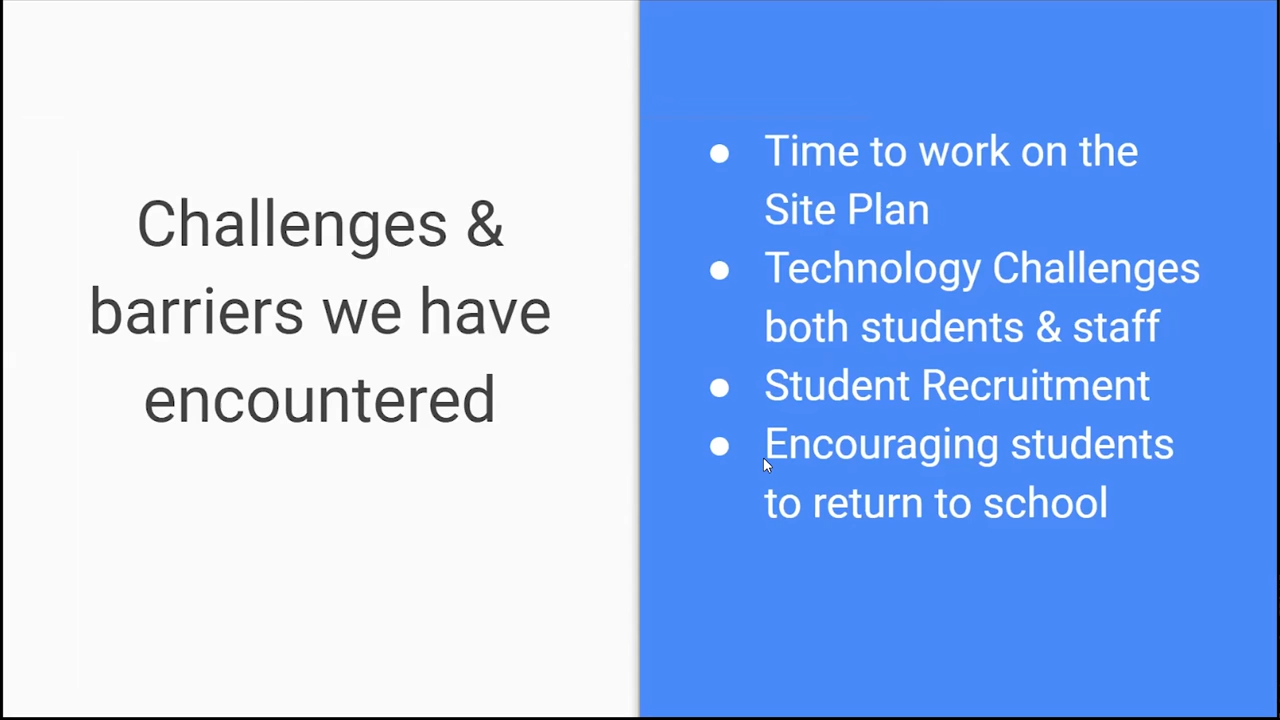 Challenges &
barriers we have
encountered
● Time to work on the
Site Plan
● Technology Challenges
both students & staff
● Student Recruitment
● Encouraging students
to return to school